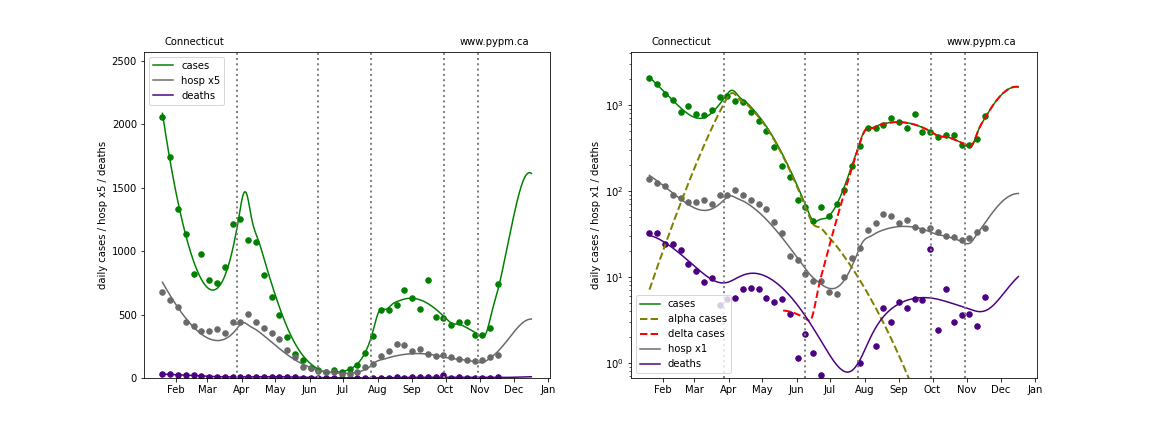 Connecticut www.pypm.ca
daily cases / hosp x5 / deaths
2500
2000
1500
1000
500
0
cases
hosp x5
deaths
Feb Mar Apr May Jun Jul Aug Sep Oct Nov Dec Jan
Connecticut www.pypm.ca
daily cases / hosp x1 / deaths
10³
10²
10¹
10⁰
cases
alpha cases
delta cases
hosp x1
deaths
Feb Mar Apr May Jun Jul Aug Sep Oct Nov Dec Jan